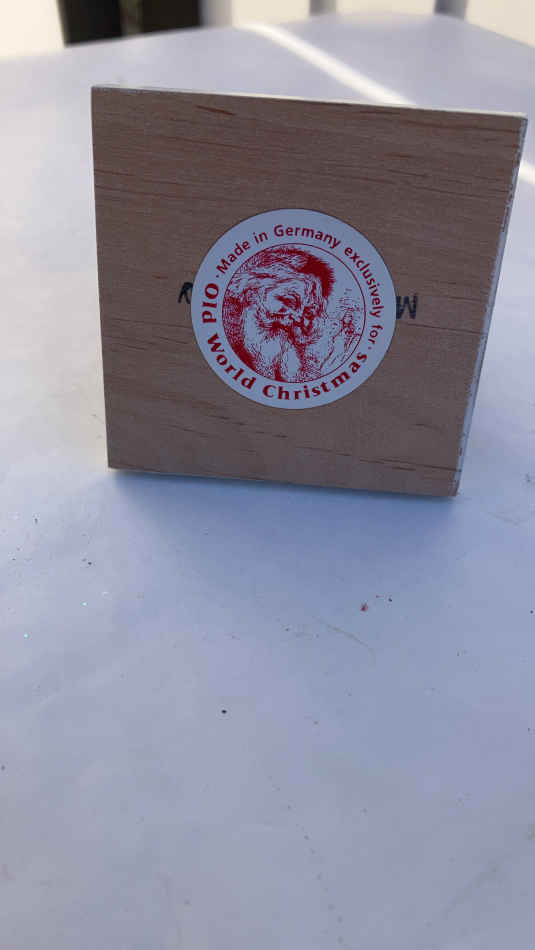 PIO · Made in Germany exclusively for ·
World Christmas